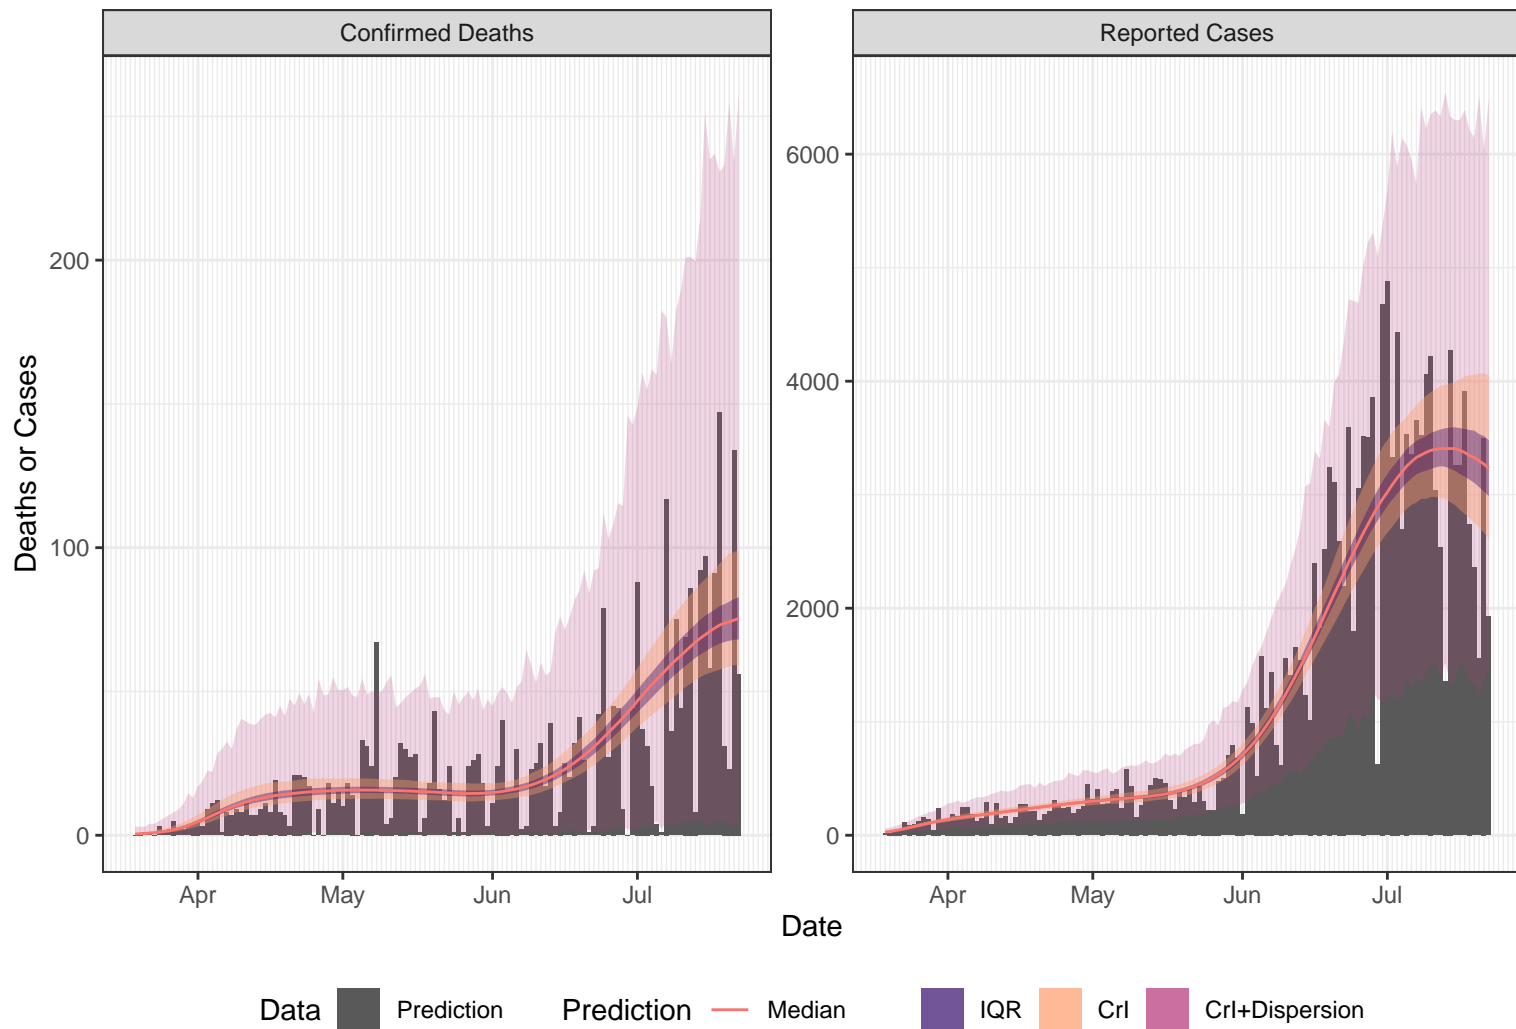 Confirmed Deaths
Reported Cases
Deaths or Cases
200
100
0
6000
4000
2000
0
Apr May Jun Jul
Apr May Jun Jul
Date
Data Prediction Prediction Median IQR CrI CrI+Dispersion